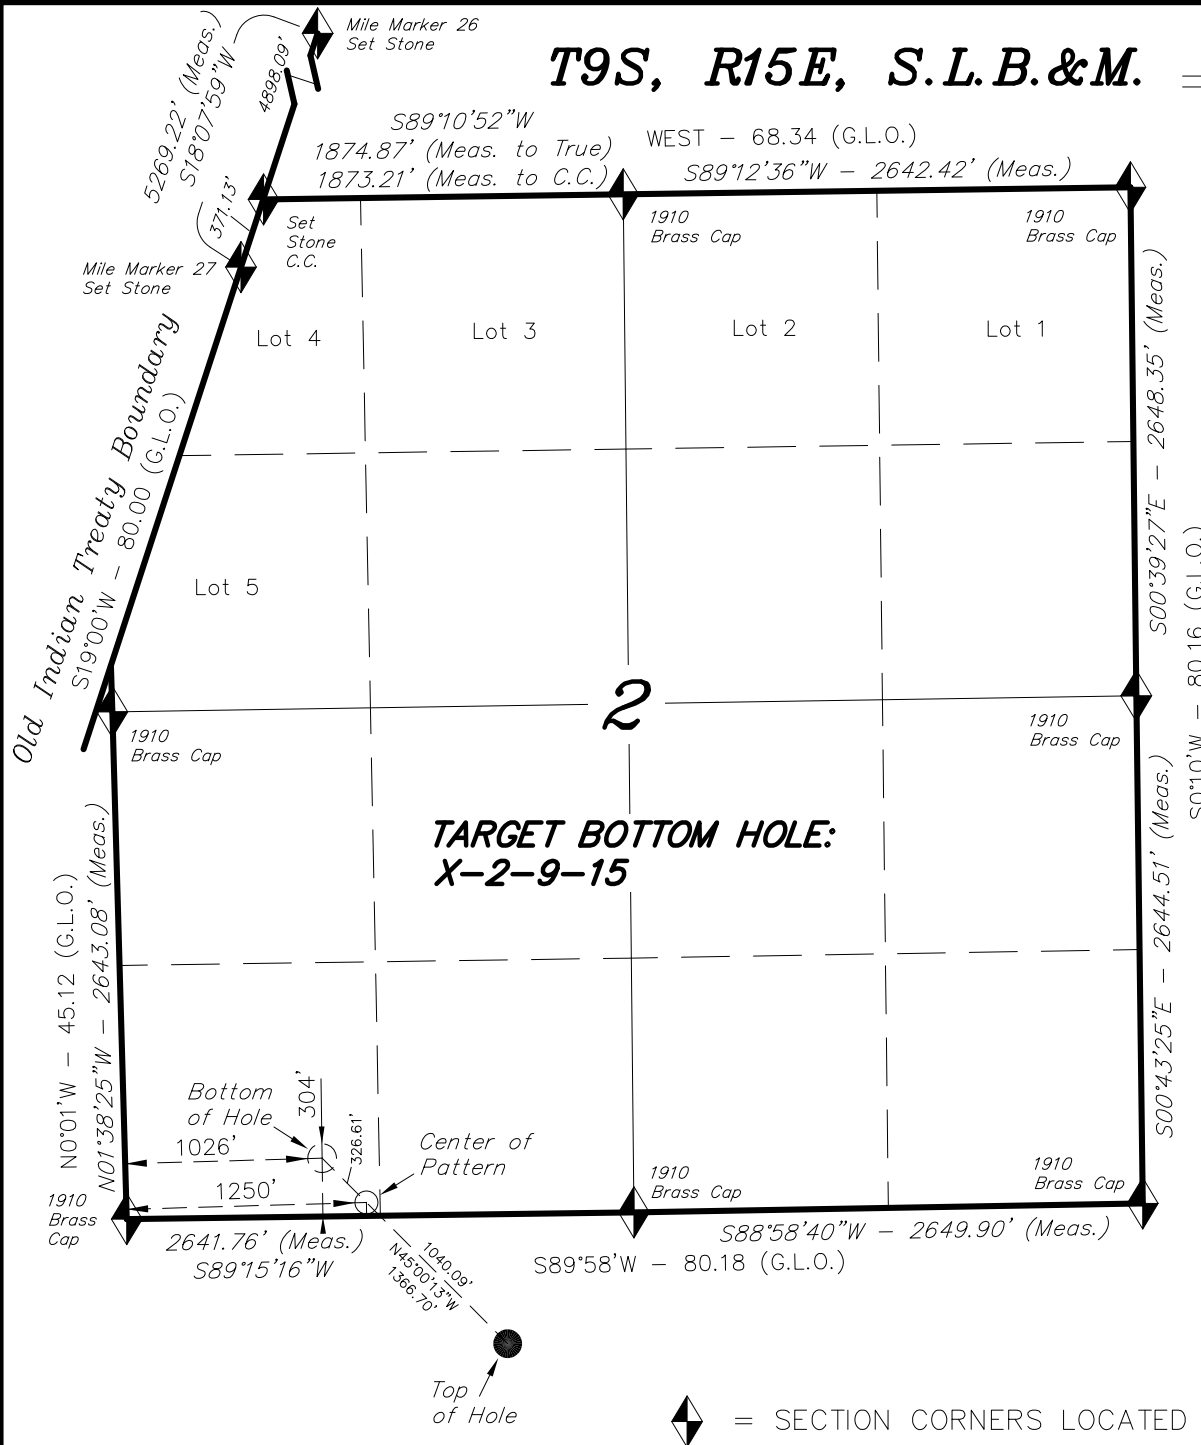 T9S, R15E, S.L.B.&M.
Mile Marker 26
Set Stone
5269.22' (Meas.)
S18°07'59"W
4898.09'
371.13'
S89°10'52"W
1874.87' (Meas. to True)
1873.21' (Meas. to C.C.)
WEST – 68.34 (G.L.O.)
S89°12'36"W – 2642.42' (Meas.)
Set
Stone
C.C.
1910
Brass Cap
1910
Brass Cap
Mile Marker 27
Set Stone
Lot 4
Lot 3
Lot 2
Lot 1
Old Indian Treaty Boundary
S19°00'W – 80.00 (G.L.O.)
S00°39'27"E – 2648.35' (Meas.)
S0°10'W – 80.16 (G.L.O.)
Lot 5
2
1910
Brass Cap
1910
Brass Cap
TARGET BOTTOM HOLE:
X-2-9-15
N0°01'W – 45.12 (G.L.O.)
N01°38'25"W – 2643.08' (Meas.)
S00°43'25"E – 2644.51' (Meas.)
Bottom
of Hole
304'
326.61'
1026'
Center of
Pattern
1250'
1910
Brass
Cap
1910
Brass Cap
1910
Brass Cap
2641.76' (Meas.)
S89°15'16"W
S88°58'40"W – 2649.90' (Meas.)
S89°58'W – 80.18 (G.L.O.)
1040.09'
N45°00'13"W
1366.70'
Top
of Hole
= SECTION CORNERS LOCATED